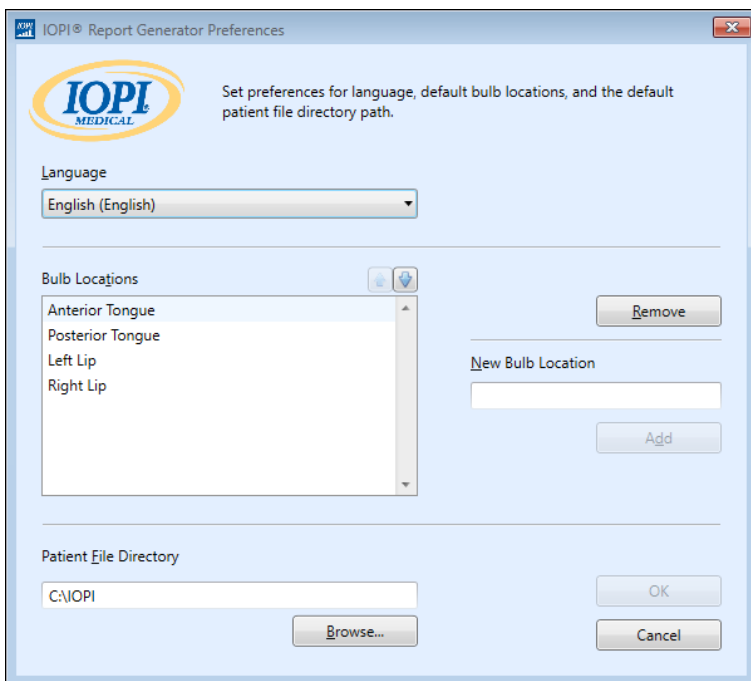 IOPI® Report Generator Preferences
IOPI®
MEDICAL
Set preferences for language, default bulb locations, and the default
patient file directory path.
Language
English (English)
Bulb Locations
Anterior Tongue
Posterior Tongue
Left Lip
Right Lip
Remove
New Bulb Location
Add
Patient File Directory
C:\IOPI
Browse...
OK
Cancel